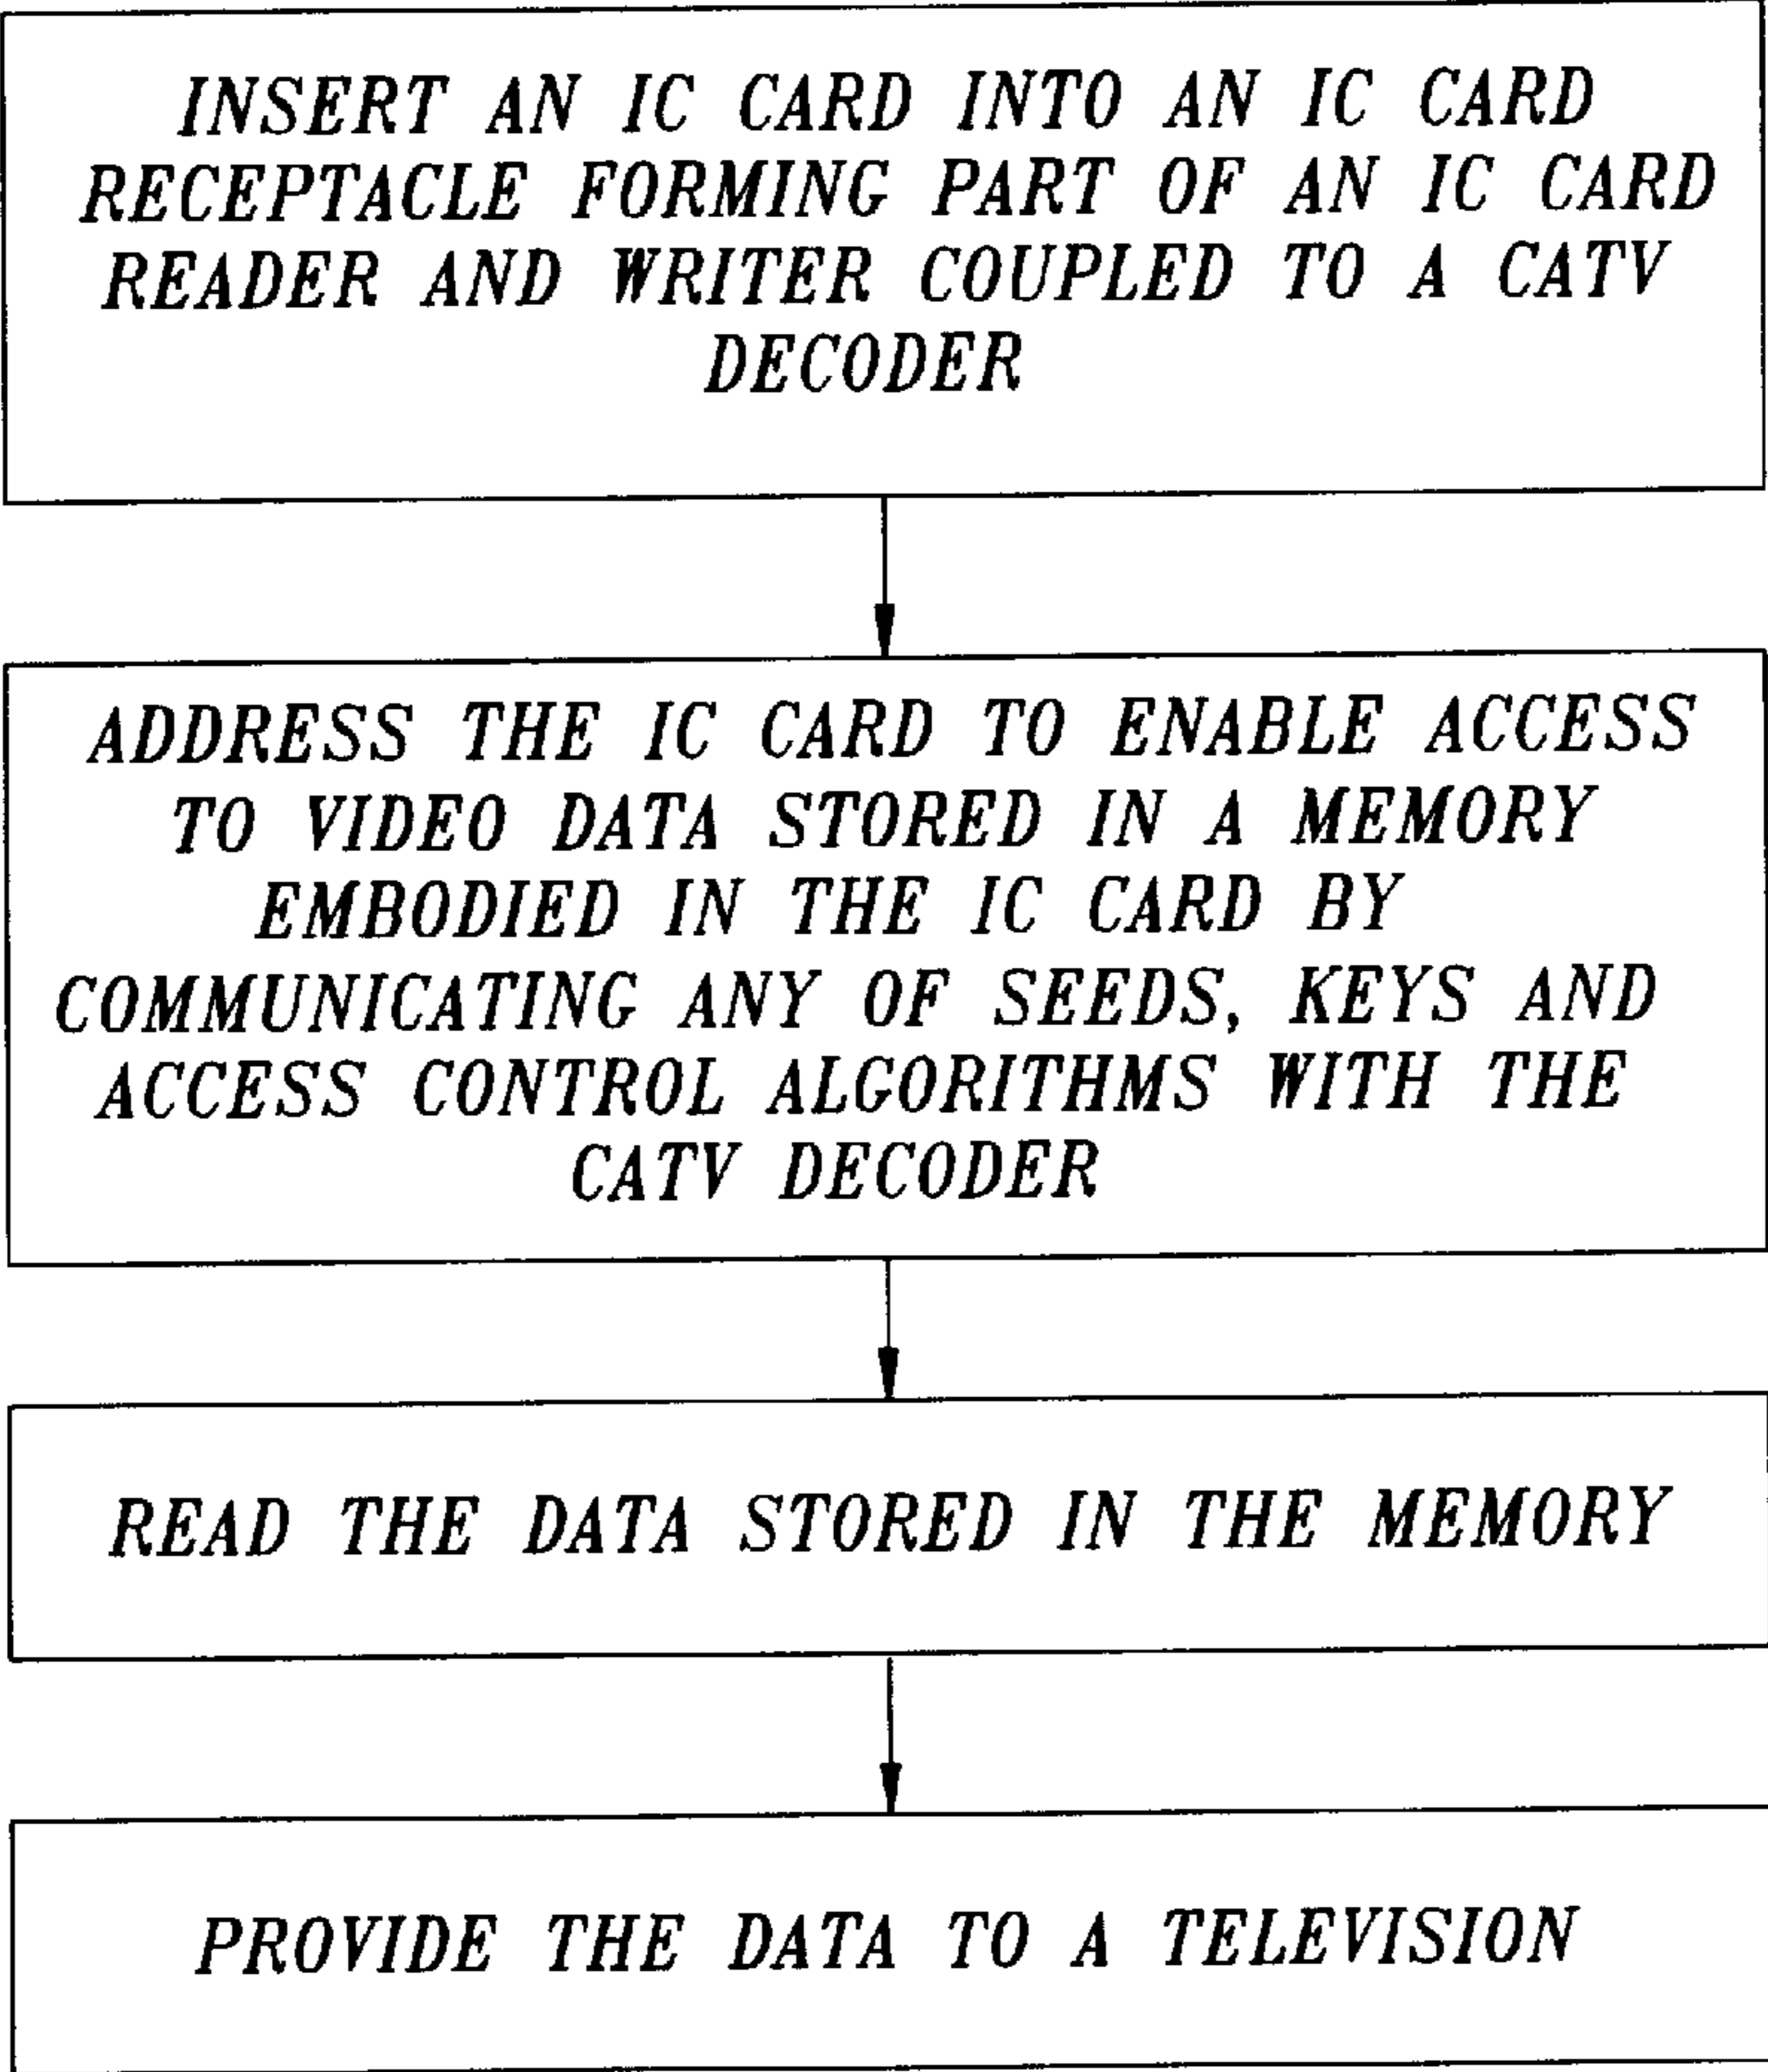 INSERT AN IC CARD INTO AN IC CARD
RECEPTACLE FORMING PART OF AN IC CARD
READER AND WRITER COUPLED TO A CATV
DECODER
ADDRESS THE IC CARD TO ENABLE ACCESS
TO VIDEO DATA STORED IN A MEMORY
EMBODIED IN THE IC CARD BY
COMMUNICATING ANY OF SEEDS, KEYS AND
ACCESS CONTROL ALGORITHMS WITH THE
CATV DECODER
READ THE DATA STORED IN THE MEMORY
PROVIDE THE DATA TO A TELEVISION